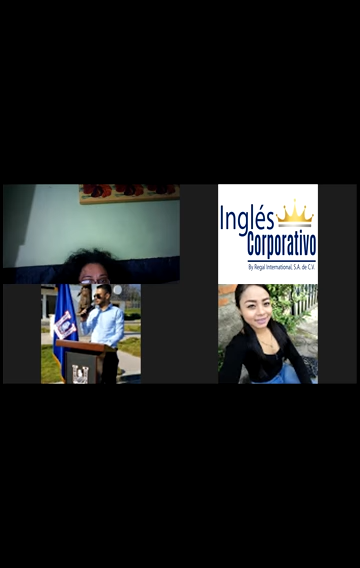 Inglés
Corporativo
By Regal International, S.A. de C.V.